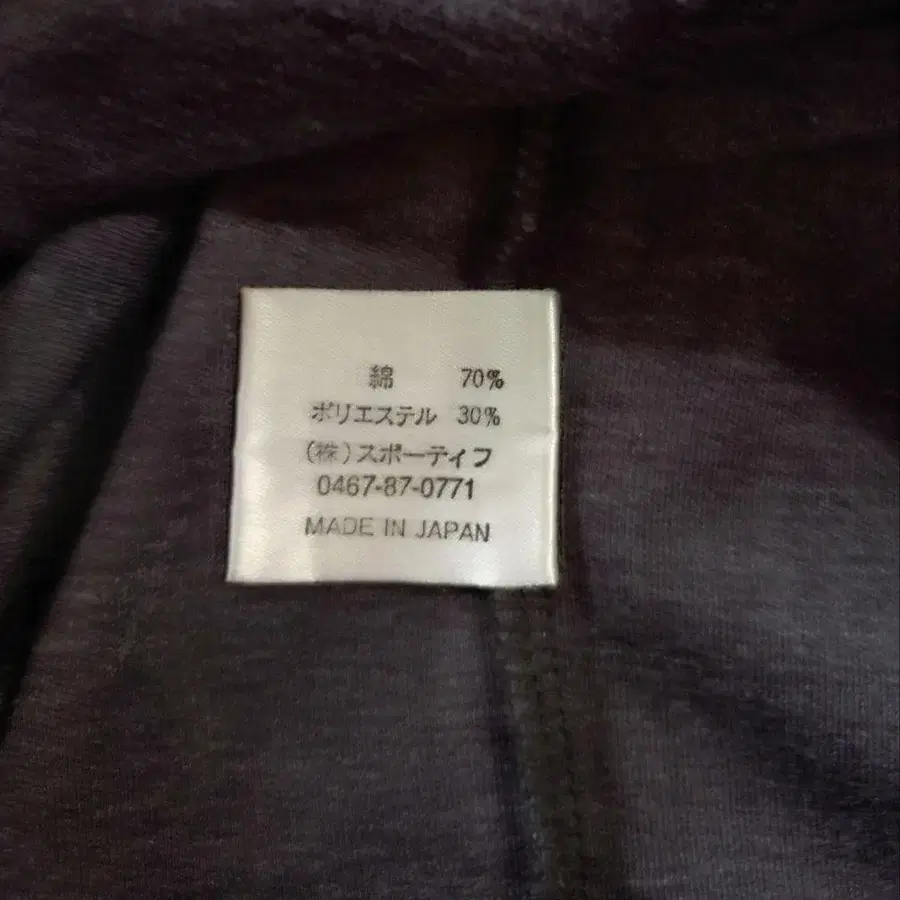 綿 70%
ポリエステル 30%
(株)スポーティフ
0467-87-0771
MADE IN JAPAN